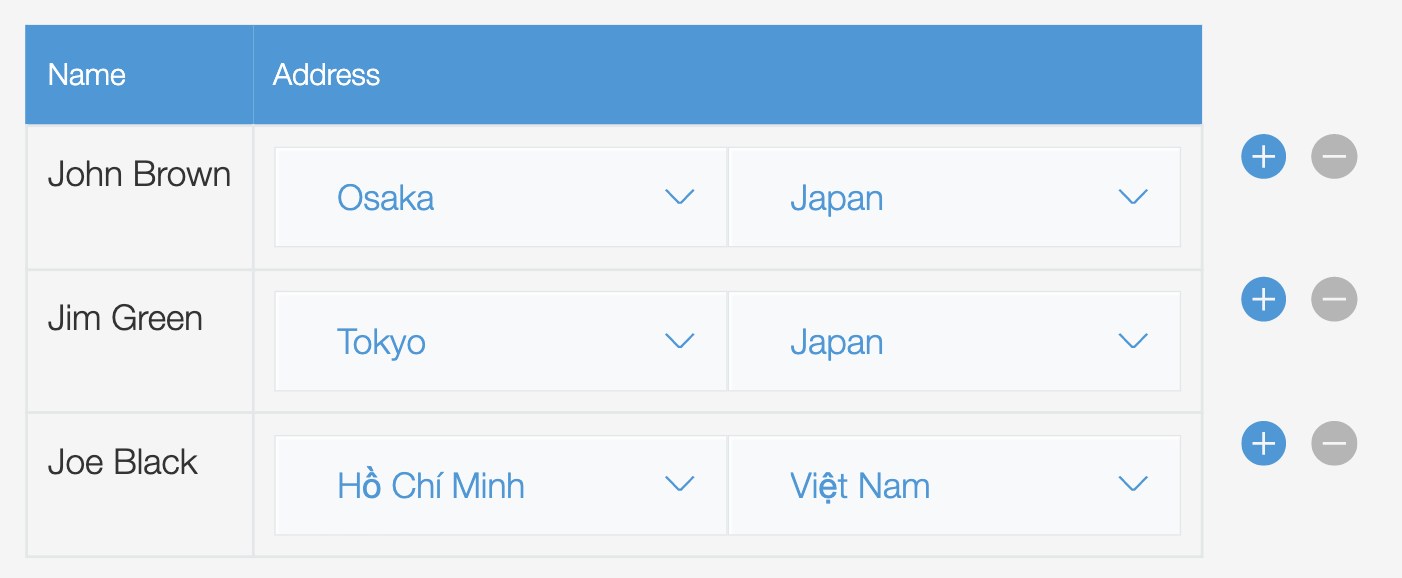 Name Address
John Brown Osaka Japan
Jim Green Tokyo Japan
Joe Black Hồ Chí Minh Việt Nam